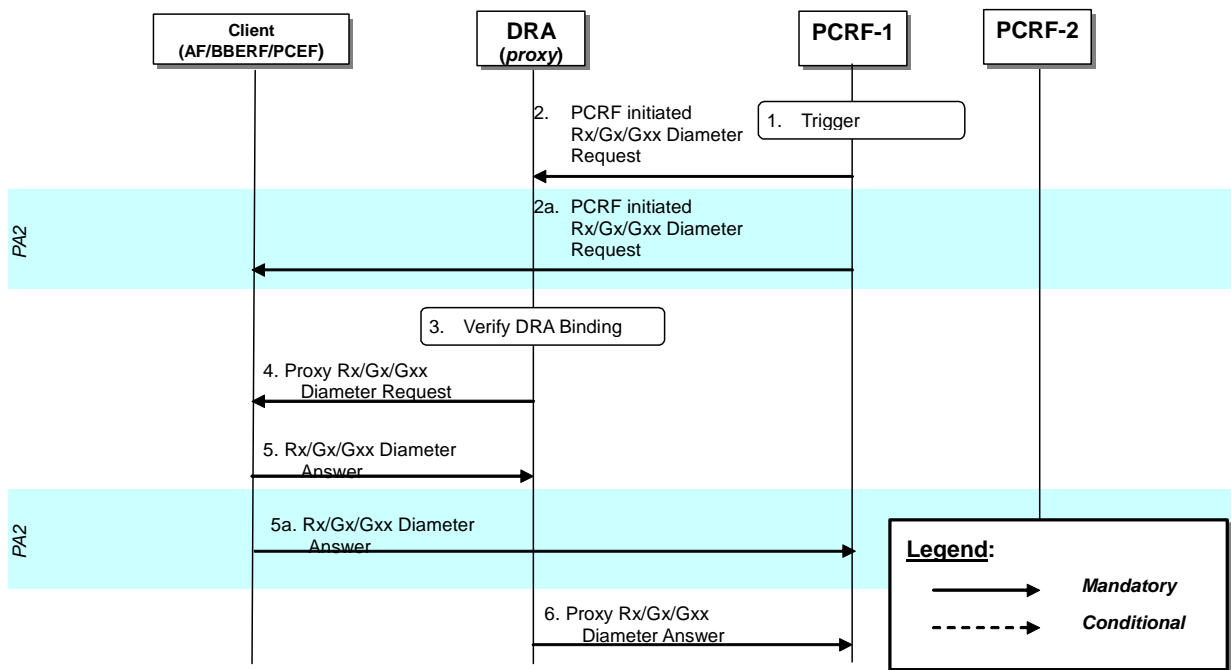 Client
(AF/BBERF/PCEF)
DRA
(proxy)
PCRF-1
PCRF-2
1. Trigger
2. PCRF initiated
Rx/Gx/Gxx Diameter
Request
PA2
2a. PCRF initiated
Rx/Gx/Gxx Diameter
Request
3. Verify DRA Binding
4. Proxy Rx/Gx/Gxx
Diameter Request
5. Rx/Gx/Gxx Diameter
Answer
PA2
5a. Rx/Gx/Gxx Diameter
Answer
6. Proxy Rx/Gx/Gxx
Diameter Answer
Legend:
Mandatory
Conditional